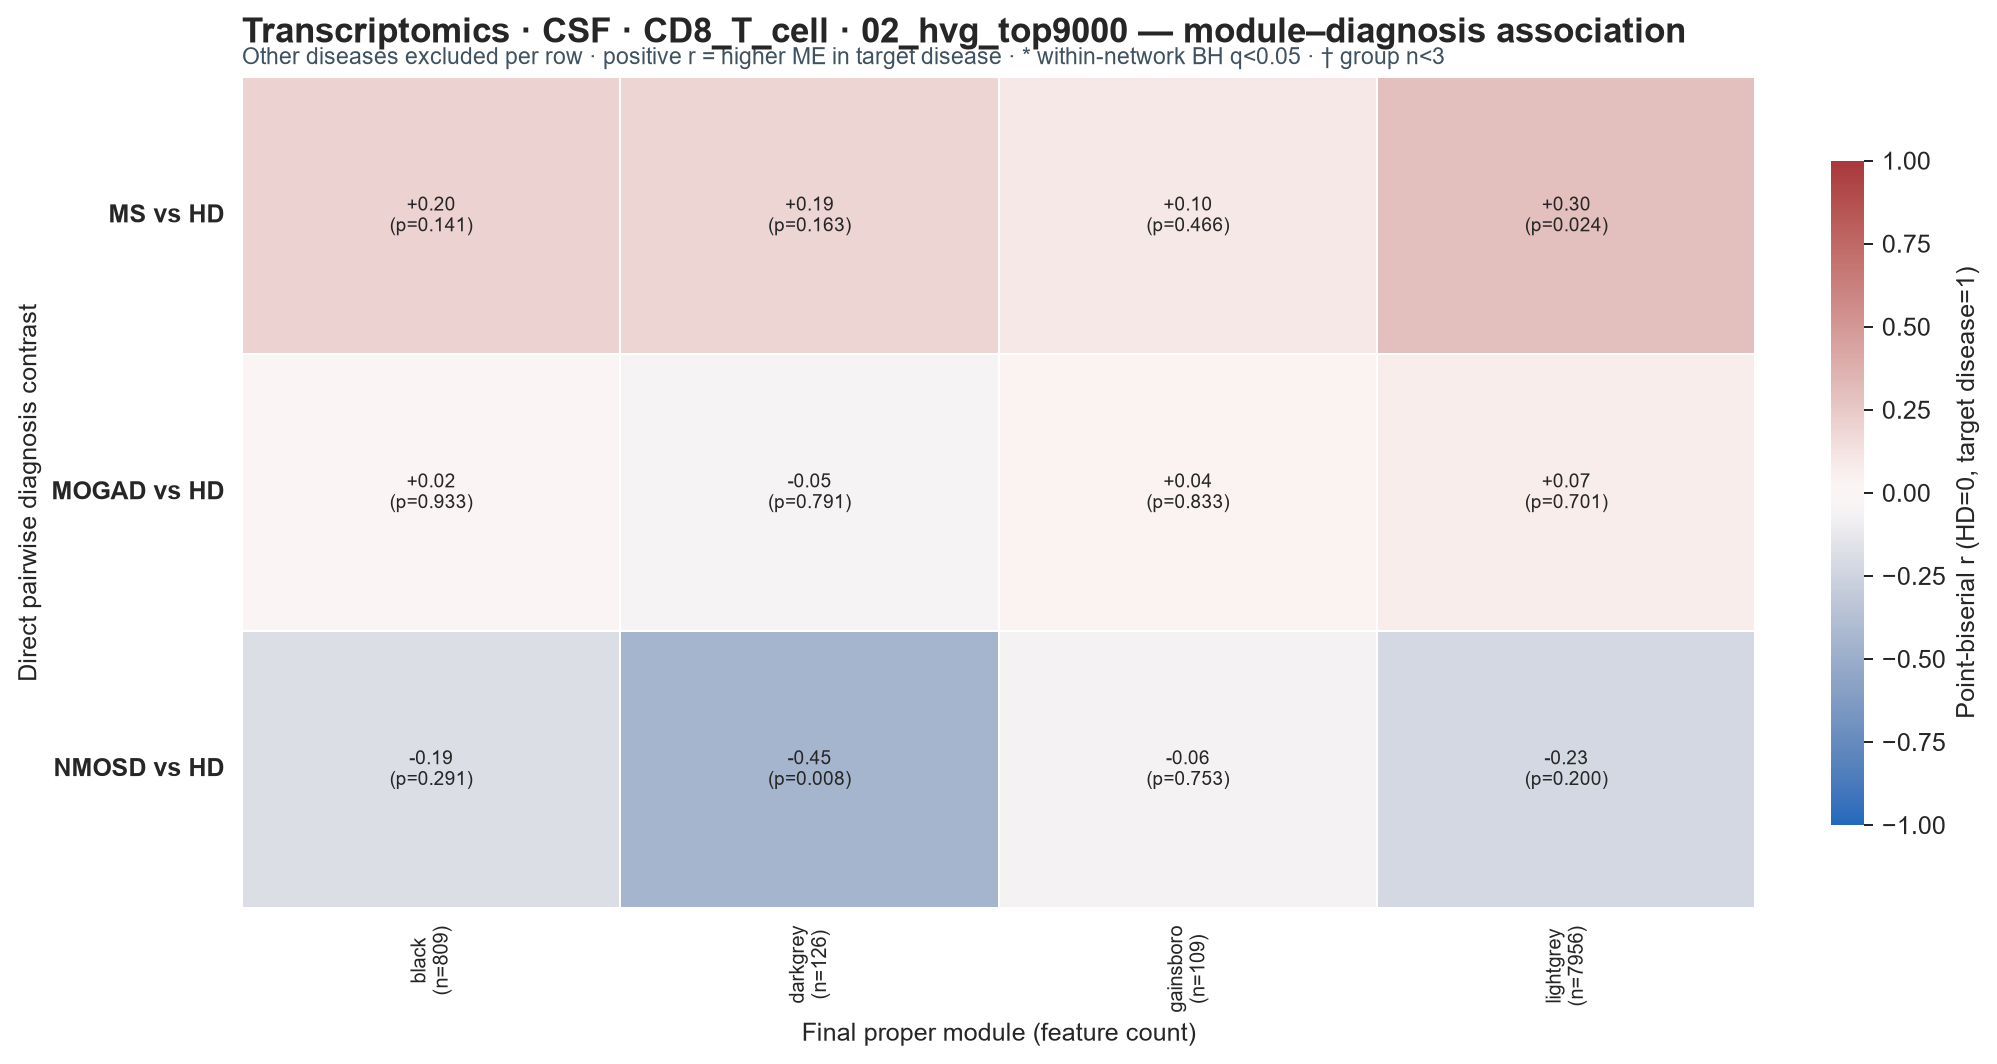 Transcriptomics · CSF · CD8_T_cell · 02_hvg_top9000 — module–diagnosis association
Other diseases excluded per row · positive r = higher ME in target disease · * within-network BH q<0.05 · † group n<3
Direct pairwise diagnosis contrast
MS vs HD
+0.20
(p=0.141)
+0.19
(p=0.163)
+0.10
(p=0.466)
+0.30
(p=0.024)
MOGAD vs HD
+0.02
(p=0.933)
-0.05
(p=0.791)
+0.04
(p=0.833)
+0.07
(p=0.701)
NMOSD vs HD
-0.19
(p=0.291)
-0.45
(p=0.008)
-0.06
(p=0.753)
-0.23
(p=0.200)
black
(n=809)
darkgrey
(n=126)
gainsboro
(n=109)
lightgrey
(n=7956)
Final proper module (feature count)
1.00
0.75
0.50
0.25
0.00
−0.25
−0.50
−0.75
−1.00
Point-biserial r (HD=0, target disease=1)